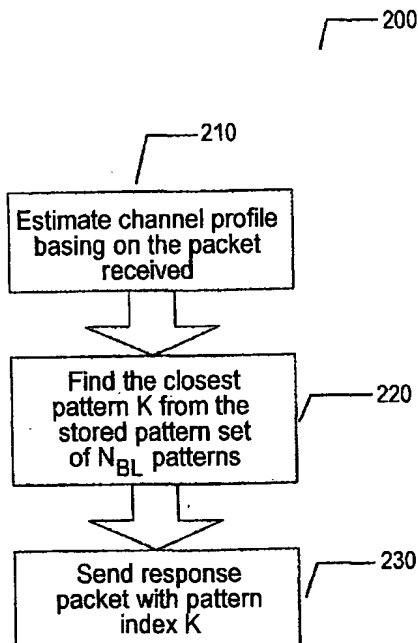 200
210
Estimate channel profile
basing on the packet
received
Find the closest
pattern K from the
stored pattern set
of N_BL patterns
220
Send response
packet with pattern
index K
230